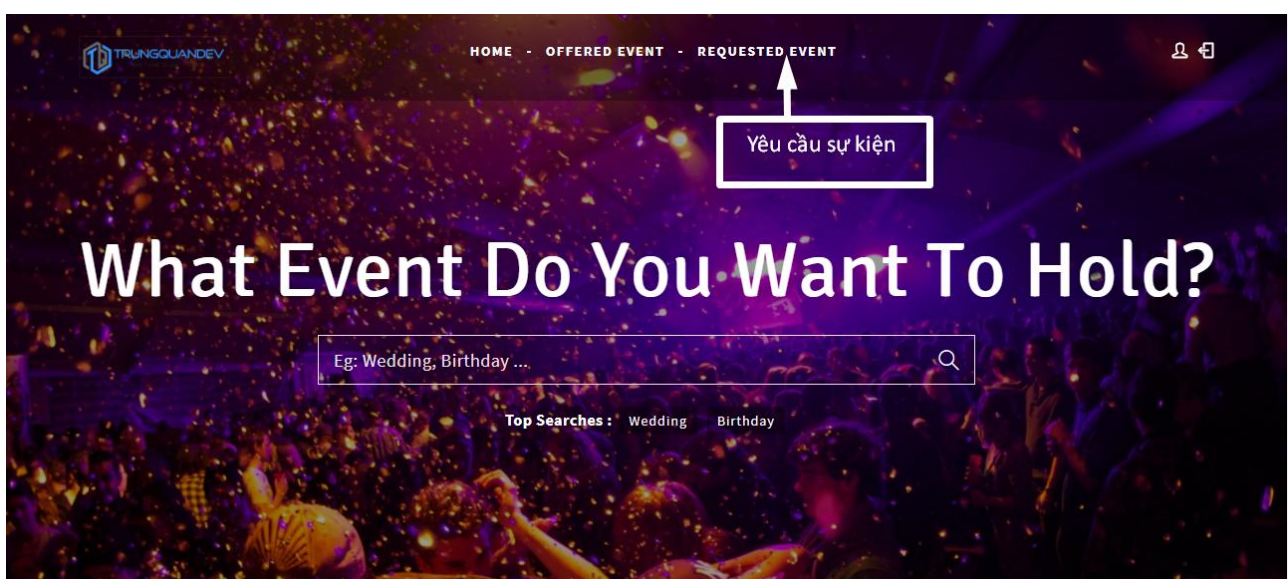 TRUNGQUANDEV
HOME - OFFERED EVENT - REQUESTED EVENT
Yêu cầu sự kiện
What Event Do You Want To Hold?
Eg: Wedding, Birthday ...
Top Searches : Wedding Birthday